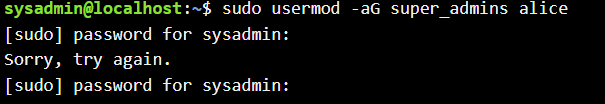 sysadmin@localhost:~$ sudo usermod -aG super_admins alice
[sudo] password for sysadmin:
Sorry, try again.
[sudo] password for sysadmin: